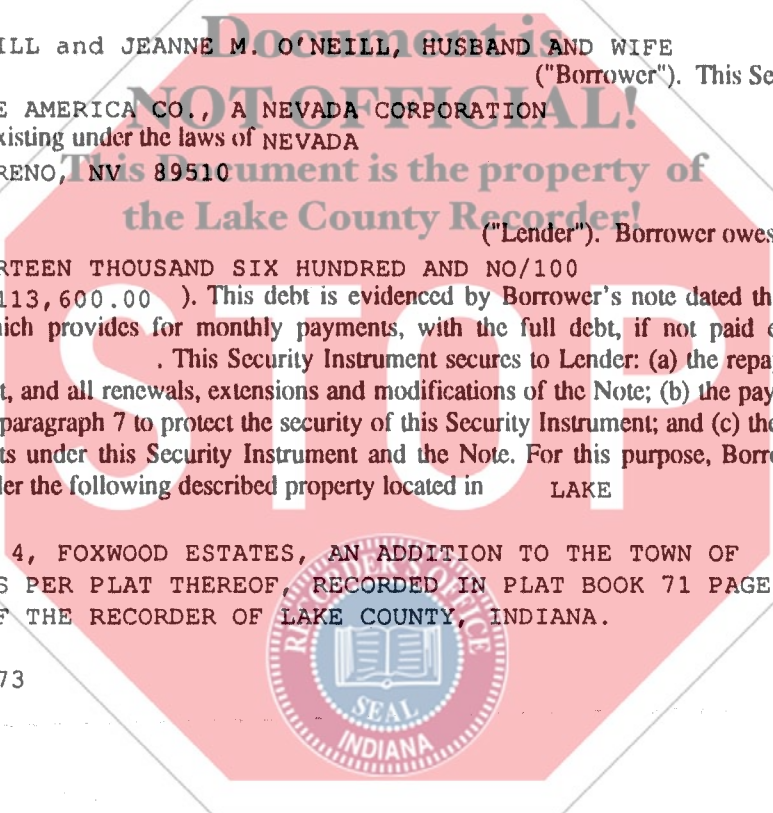 Document is
ILL and JEANNE M. O'NEILL, HUSBAND AND WIFE
("Borrower"). This Se
NOT OFFICIAL!
E AMERICA CO., A NEVADA CORPORATION
xisting under the laws of NEVADA
This Document is the property of
RENO, NV 89510
the Lake County Recorder!
("Lender"). Borrower owes
RTEEN THOUSAND SIX HUNDRED AND NO/100
113,600.00 ). This debt is evidenced by Borrower's note dated th
ich provides for monthly payments, with the full debt, if not paid e
. This Security Instrument secures to Lender: (a) the repa
t, and all renewals, extensions and modifications of the Note; (b) the pay
paragraph 7 to protect the security of this Security Instrument; and (c) the
ts under this Security Instrument and the Note. For this purpose, Borro
ler the following described property located in LAKE
STOP
4, FOXWOOD ESTATES, AN ADDITION TO THE TOWN OF
S PER PLAT THEREOF, RECORDED IN PLAT BOOK 71 PAGE
F THE RECORDER OF LAKE COUNTY, INDIANA.
73
RECORDER'S OFFICE
SEAL
INDIANA